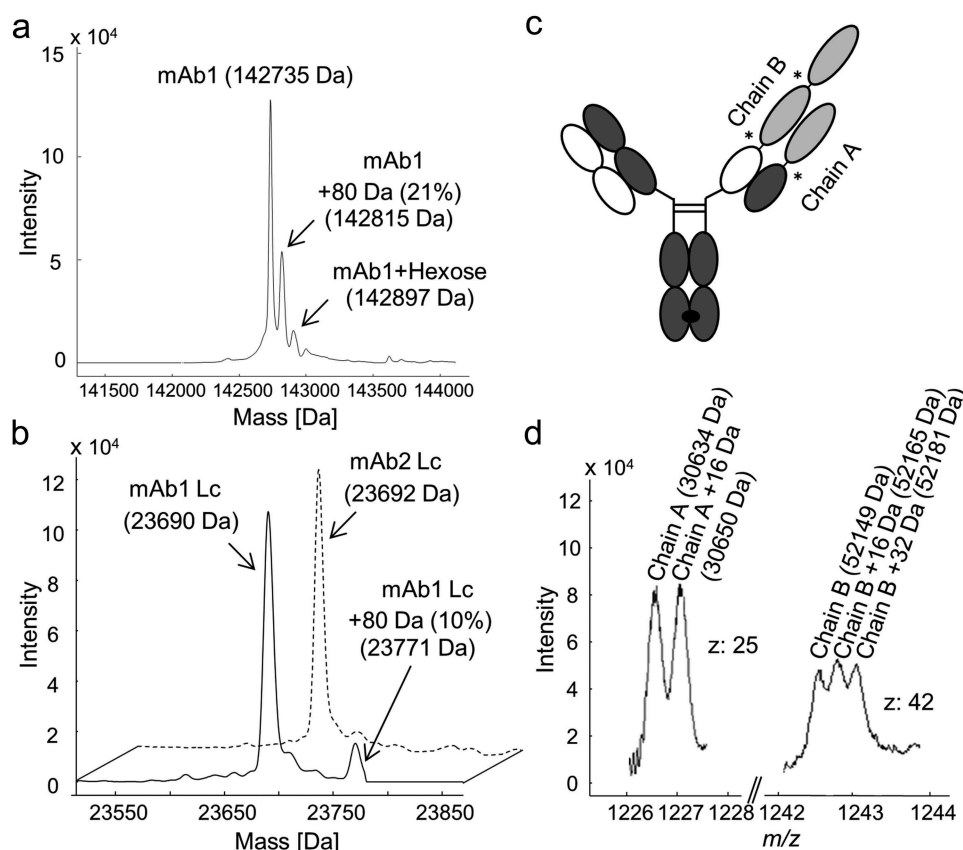 a
x 10⁴
15
10
5
0
Intensity
mAb1 (142735 Da)
mAb1
+80 Da (21%)
(142815 Da)
mAb1+Hexose
(142897 Da)
141500 142000 142500 143000 143500 144000
Mass [Da]
b
x 10⁴
12
10
8
6
4
2
0
Intensity
mAb1 Lc
(23690 Da)
mAb2 Lc
(23692 Da)
mAb1 Lc
+80 Da (10%)
(23771 Da)
23550 23650 23750 23850
Mass [Da]
c
Chain B
*
*
*
Chain A
d
x 10⁴
12
10
8
6
4
2
0
Intensity
Chain A (30634 Da)
Chain A +16 Da
(30650 Da)
z: 25
Chain B (52149 Da)
Chain B +16 Da (52165 Da)
Chain B +32 Da (52181 Da)
z: 42
1226 1227 1228 // 1242 1243 1244
m/z